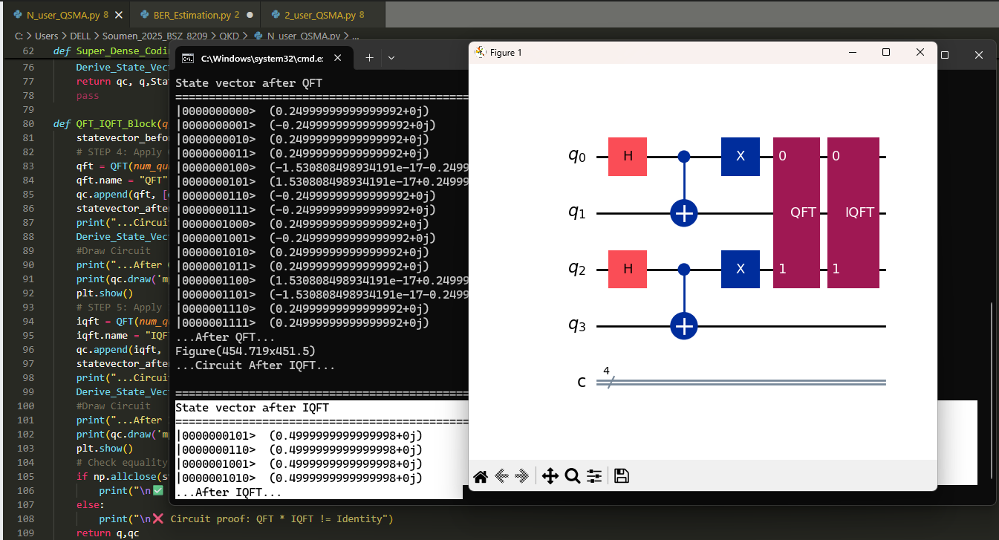 N_user_QSMA.py 8
BER_Estimation.py 2
2_user_QSMA.py 8
C: > Users > DELL > Soumen_2025_BSZ_8209 > QKD > N_user_QSMA.py > ...
62 def Super_Dense_Codi
76 Derive_State_Vec
77 return qc, q,Sta
78 pass
79
80 def QFT_IQFT_Block(q
81 statevector_befo
82 # STEP 4: Apply
83 qft = QFT(num_qu
84 qft.name = "QFT"
85 qc.append(qft, [
86 statevector_afte
87 print("...Circui
88 Derive_State_Vec
89 #Draw Circuit
90 print("...After
91 print(qc.draw('m
92 plt.show()
93 # STEP 5: Apply
94 iqft = QFT(num_q
95 iqft.name = "IQF
96 qc.append(iqft,
97 statevector_afte
98 print("...Circui
99 Derive_State_Vec
100 #Draw Circuit
101 print("...After I
102 print(qc.draw('m
103 plt.show()
104 # Check equality
105 if np.allclose(s
106 print("\n✅
107 else:
108 print("\n❌ Circuit proof: QFT * IQFT != Identity")
109 return q,qc
C:\Windows\system32\cmd.e:
State vector after QFT
=================================================
|0000000000> (0.24999999999999992+0j)
|0000000001> (-0.24999999999999992+0j)
|0000000010> (0.24999999999999992+0j)
|0000000011> (0.24999999999999992+0j)
|0000000100> (-1.530808498934191e-17-0.2499
|0000000101> (1.530808498934191e-17+0.24999
|0000000110> (-0.24999999999999992+0j)
|0000000111> (-0.24999999999999992+0j)
|0000001000> (0.24999999999999992+0j)
|0000001001> (-0.24999999999999992+0j)
|0000001010> (0.24999999999999992+0j)
|0000001011> (0.24999999999999992+0j)
|0000001100> (1.530808498934191e-17+0.24999
|0000001101> (-1.530808498934191e-17-0.2499
|0000001110> (0.24999999999999992+0j)
|0000001111> (0.24999999999999992+0j)
...After QFT...
Figure(454.719x451.5)
...Circuit After IQFT...
=================================================
State vector after IQFT
=================================================
|0000000101> (0.4999999999999998+0j)
|0000000110> (0.4999999999999998+0j)
|0000001001> (0.4999999999999998+0j)
|0000001010> (0.4999999999999998+0j)
...After IQFT...
Figure 1
q0 H X 0 0
q1 QFT IQFT
q2 H X 1 1
q3
4
c